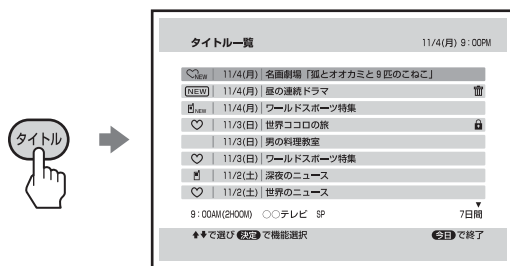 タイトル一覧 11/4(月) 9:00PM
NEW 11/4(月) 名画劇場「狐とオオカミと9匹のこねこ」
NEW 11/4(月) 昼の連続ドラマ
NEW 11/4(月) ワールドスポーツ特集
11/3(日) 世界ココロの旅
11/3(日) 男の料理教室
11/3(日) ワールドスポーツ特集
11/2(土) 深夜のニュース
11/2(土) 世界のニュース
9:00AM(2H00M) ○○テレビ SP 7日間
で選び 決定 で機能選択 今日 で終了
タイトル